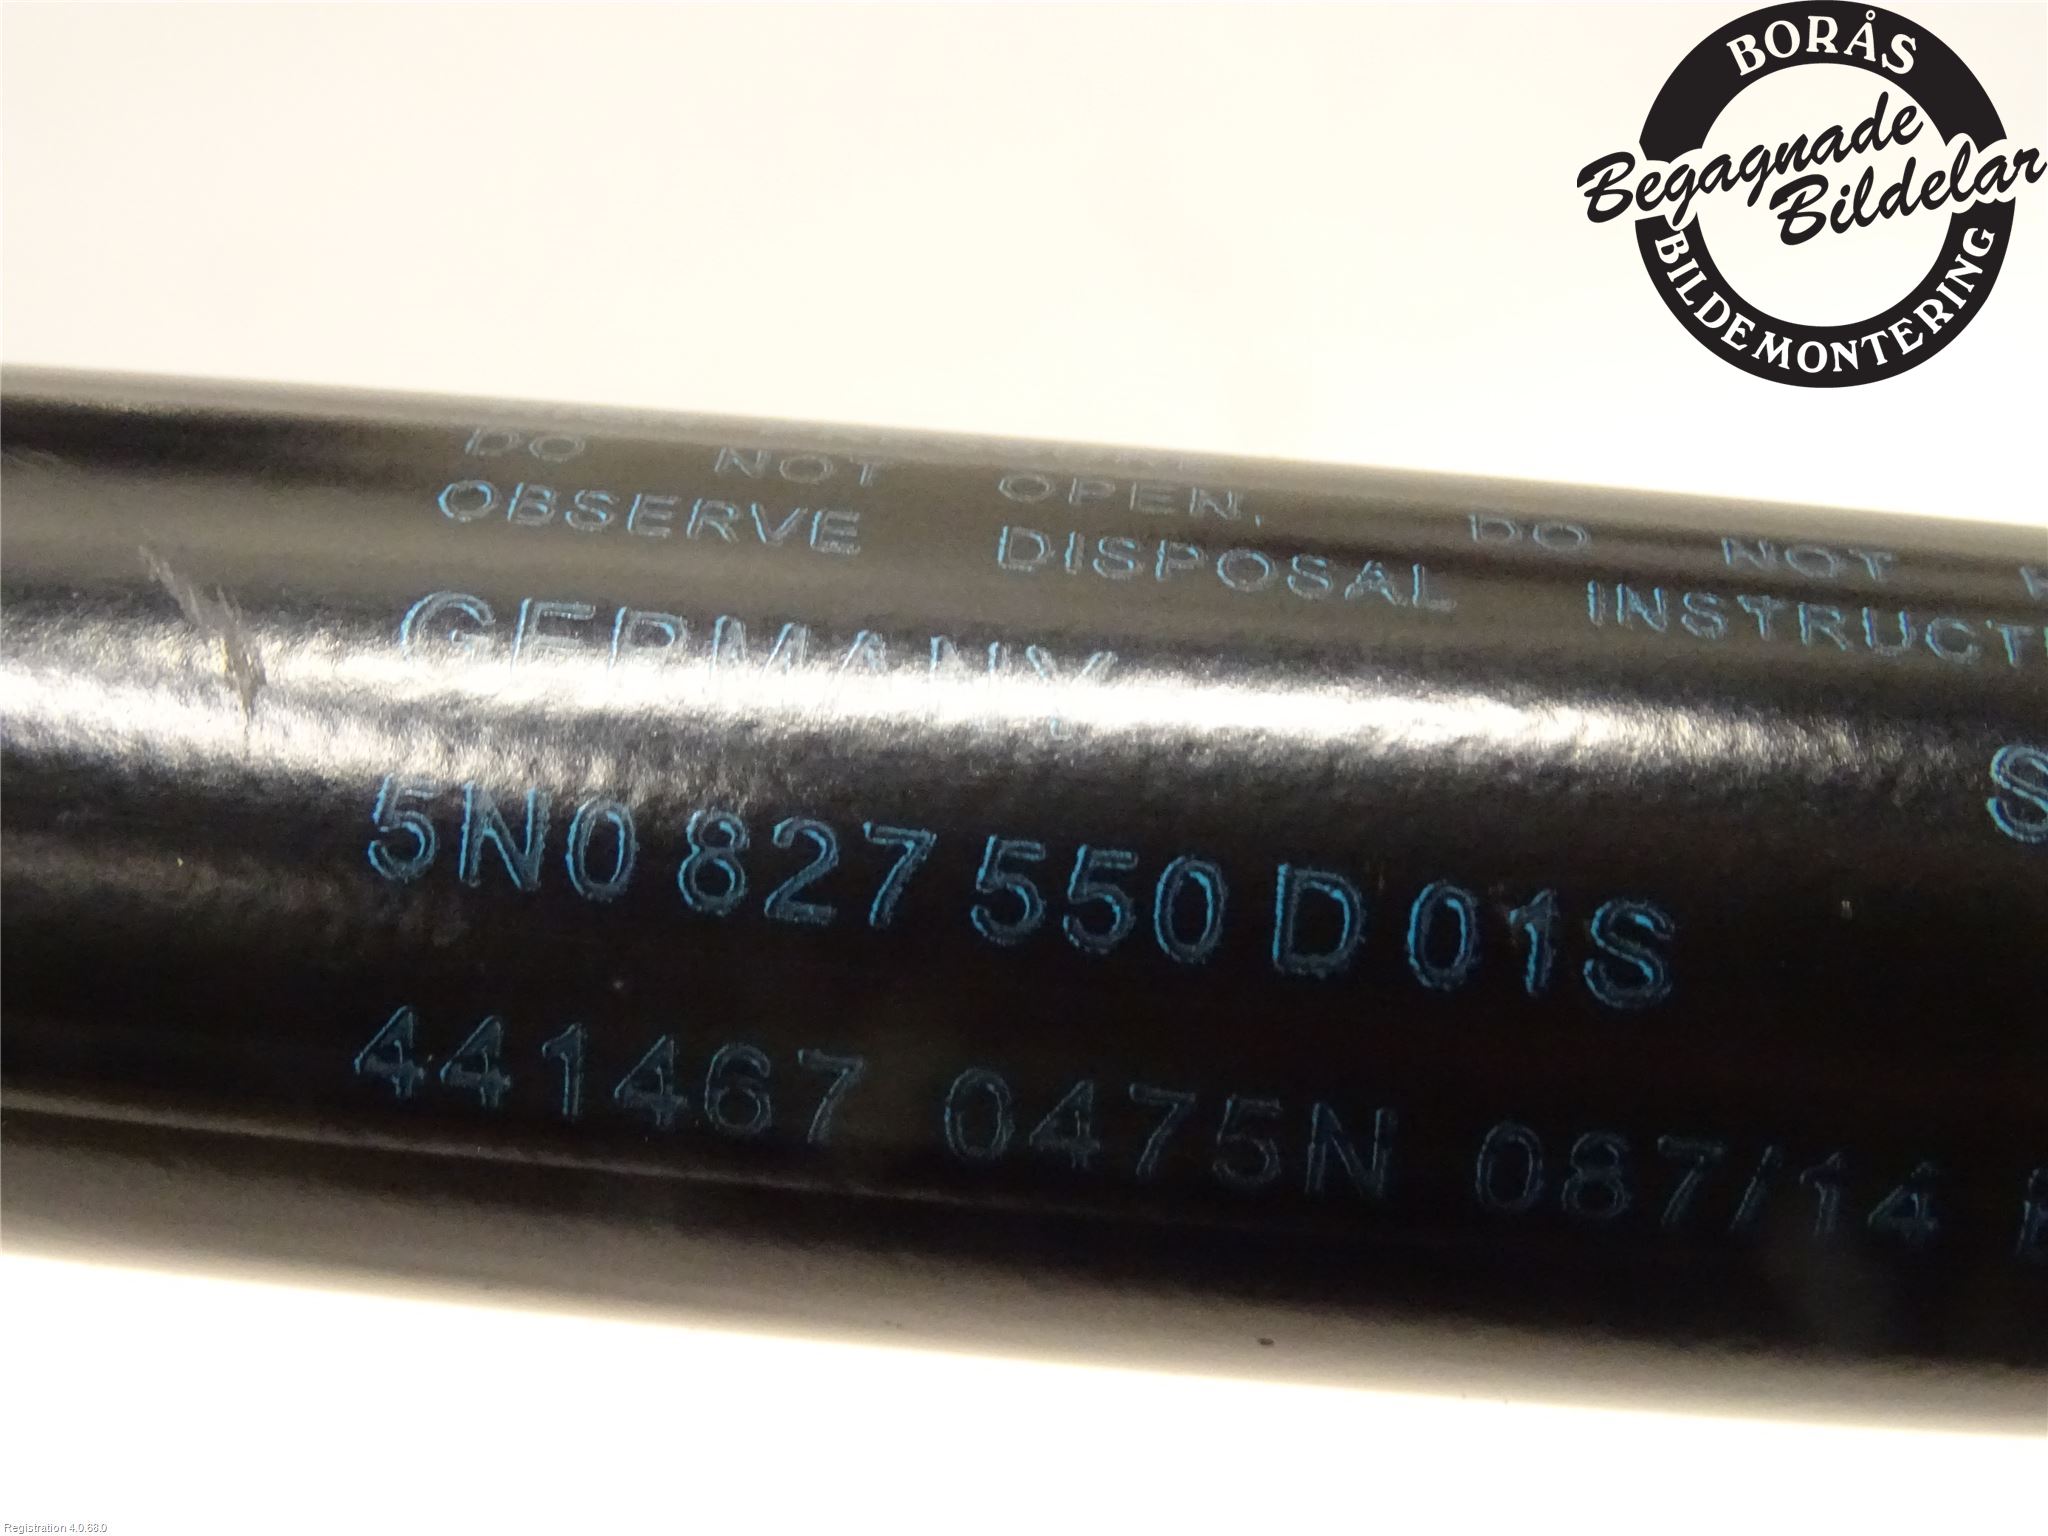 BORÅS
Begagnade
Bildelar
BILDEMONTERING
DO NOT OPEN, DO NOT
OBSERVE DISPOSAL INSTRUCTI
GERMANY
5N0 827 550 D 01S
441467 0475N 087/14
Registration 4.0.68.0